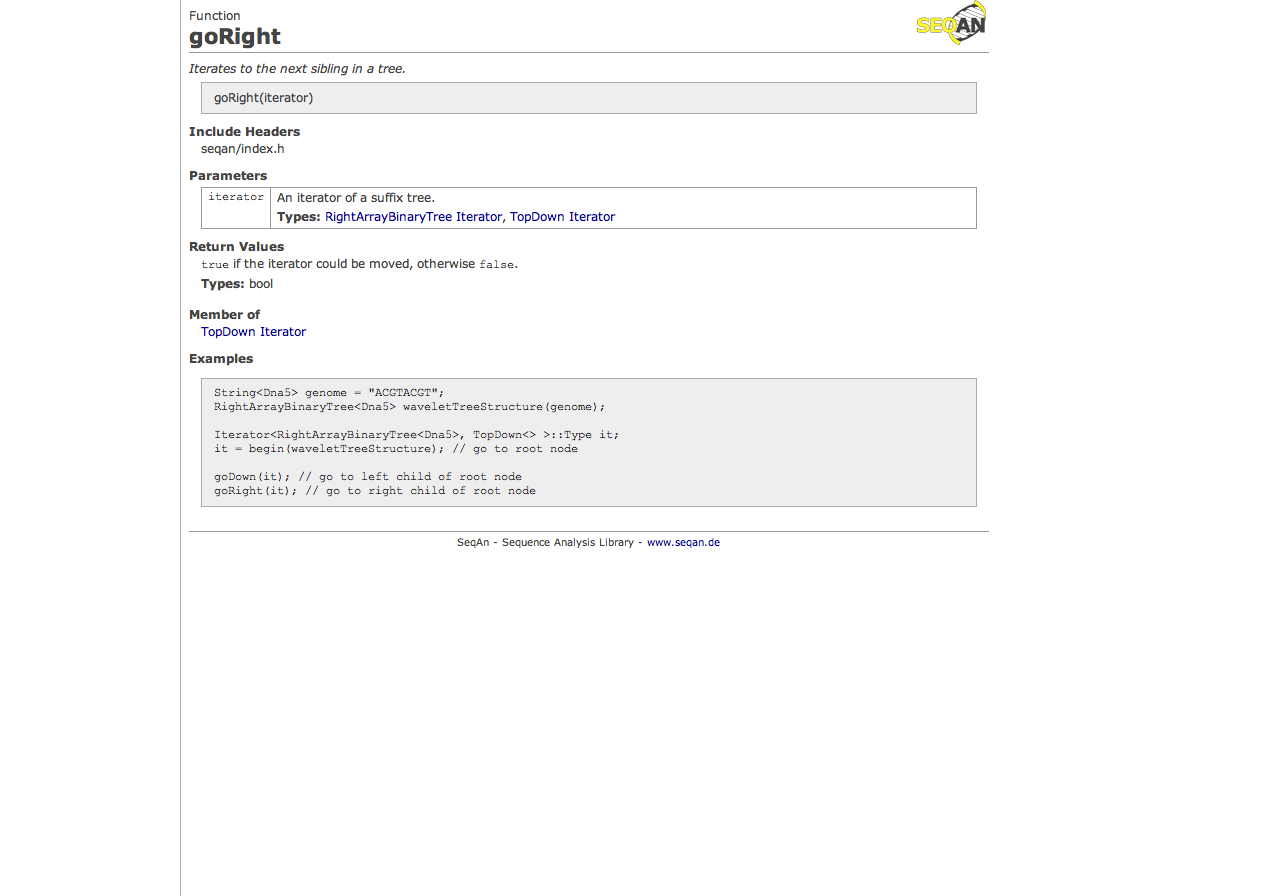 Function
goRight
SEQAN
Iterates to the next sibling in a tree.
goRight(iterator)
Include Headers
seqan/index.h
Parameters
iterator An iterator of a suffix tree.
Types: RightArrayBinaryTree Iterator, TopDown Iterator
Return Values
true if the iterator could be moved, otherwise false.
Types: bool
Member of
TopDown Iterator
Examples
String<Dna5> genome = "ACGTACGT";
RightArrayBinaryTree<Dna5> waveletTreeStructure(genome);
Iterator<RightArrayBinaryTree<Dna5>, TopDown<> >::Type it;
it = begin(waveletTreeStructure); // go to root node
goDown(it); // go to left child of root node
goRight(it); // go to right child of root node
SeqAn - Sequence Analysis Library - www.seqan.de